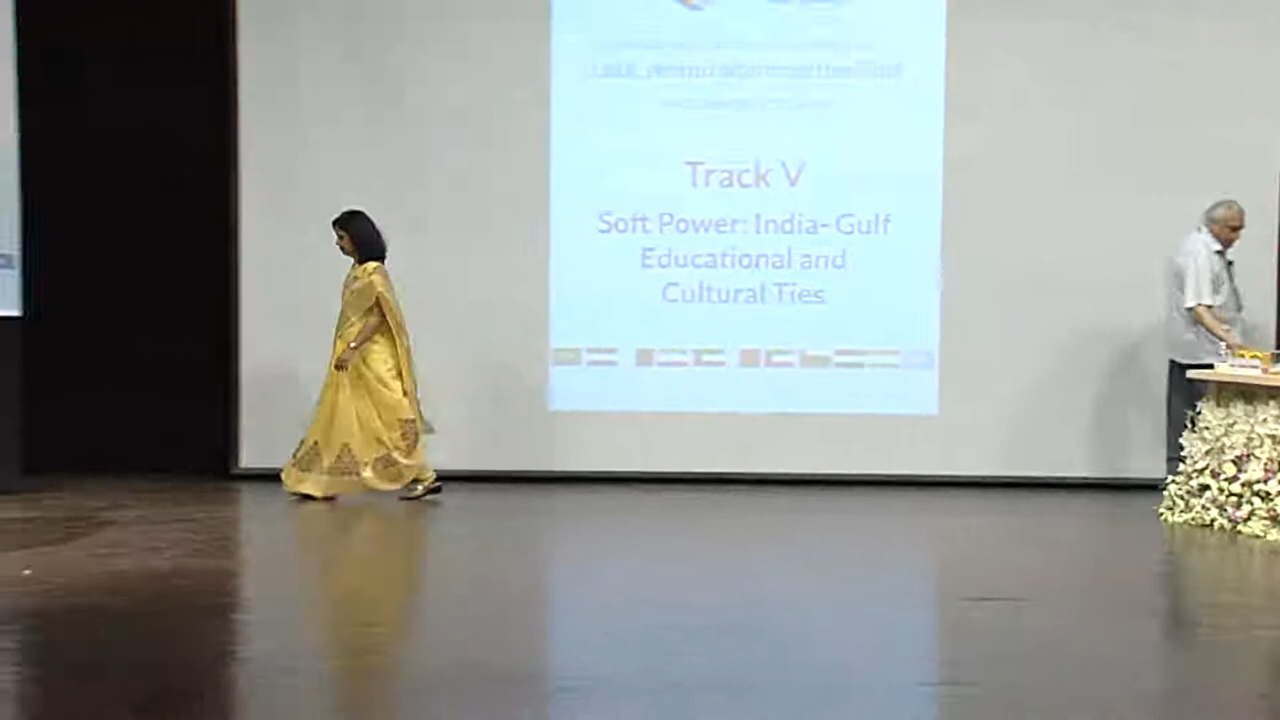 Track V
Soft Power: India-Gulf
Educational and
Cultural Ties